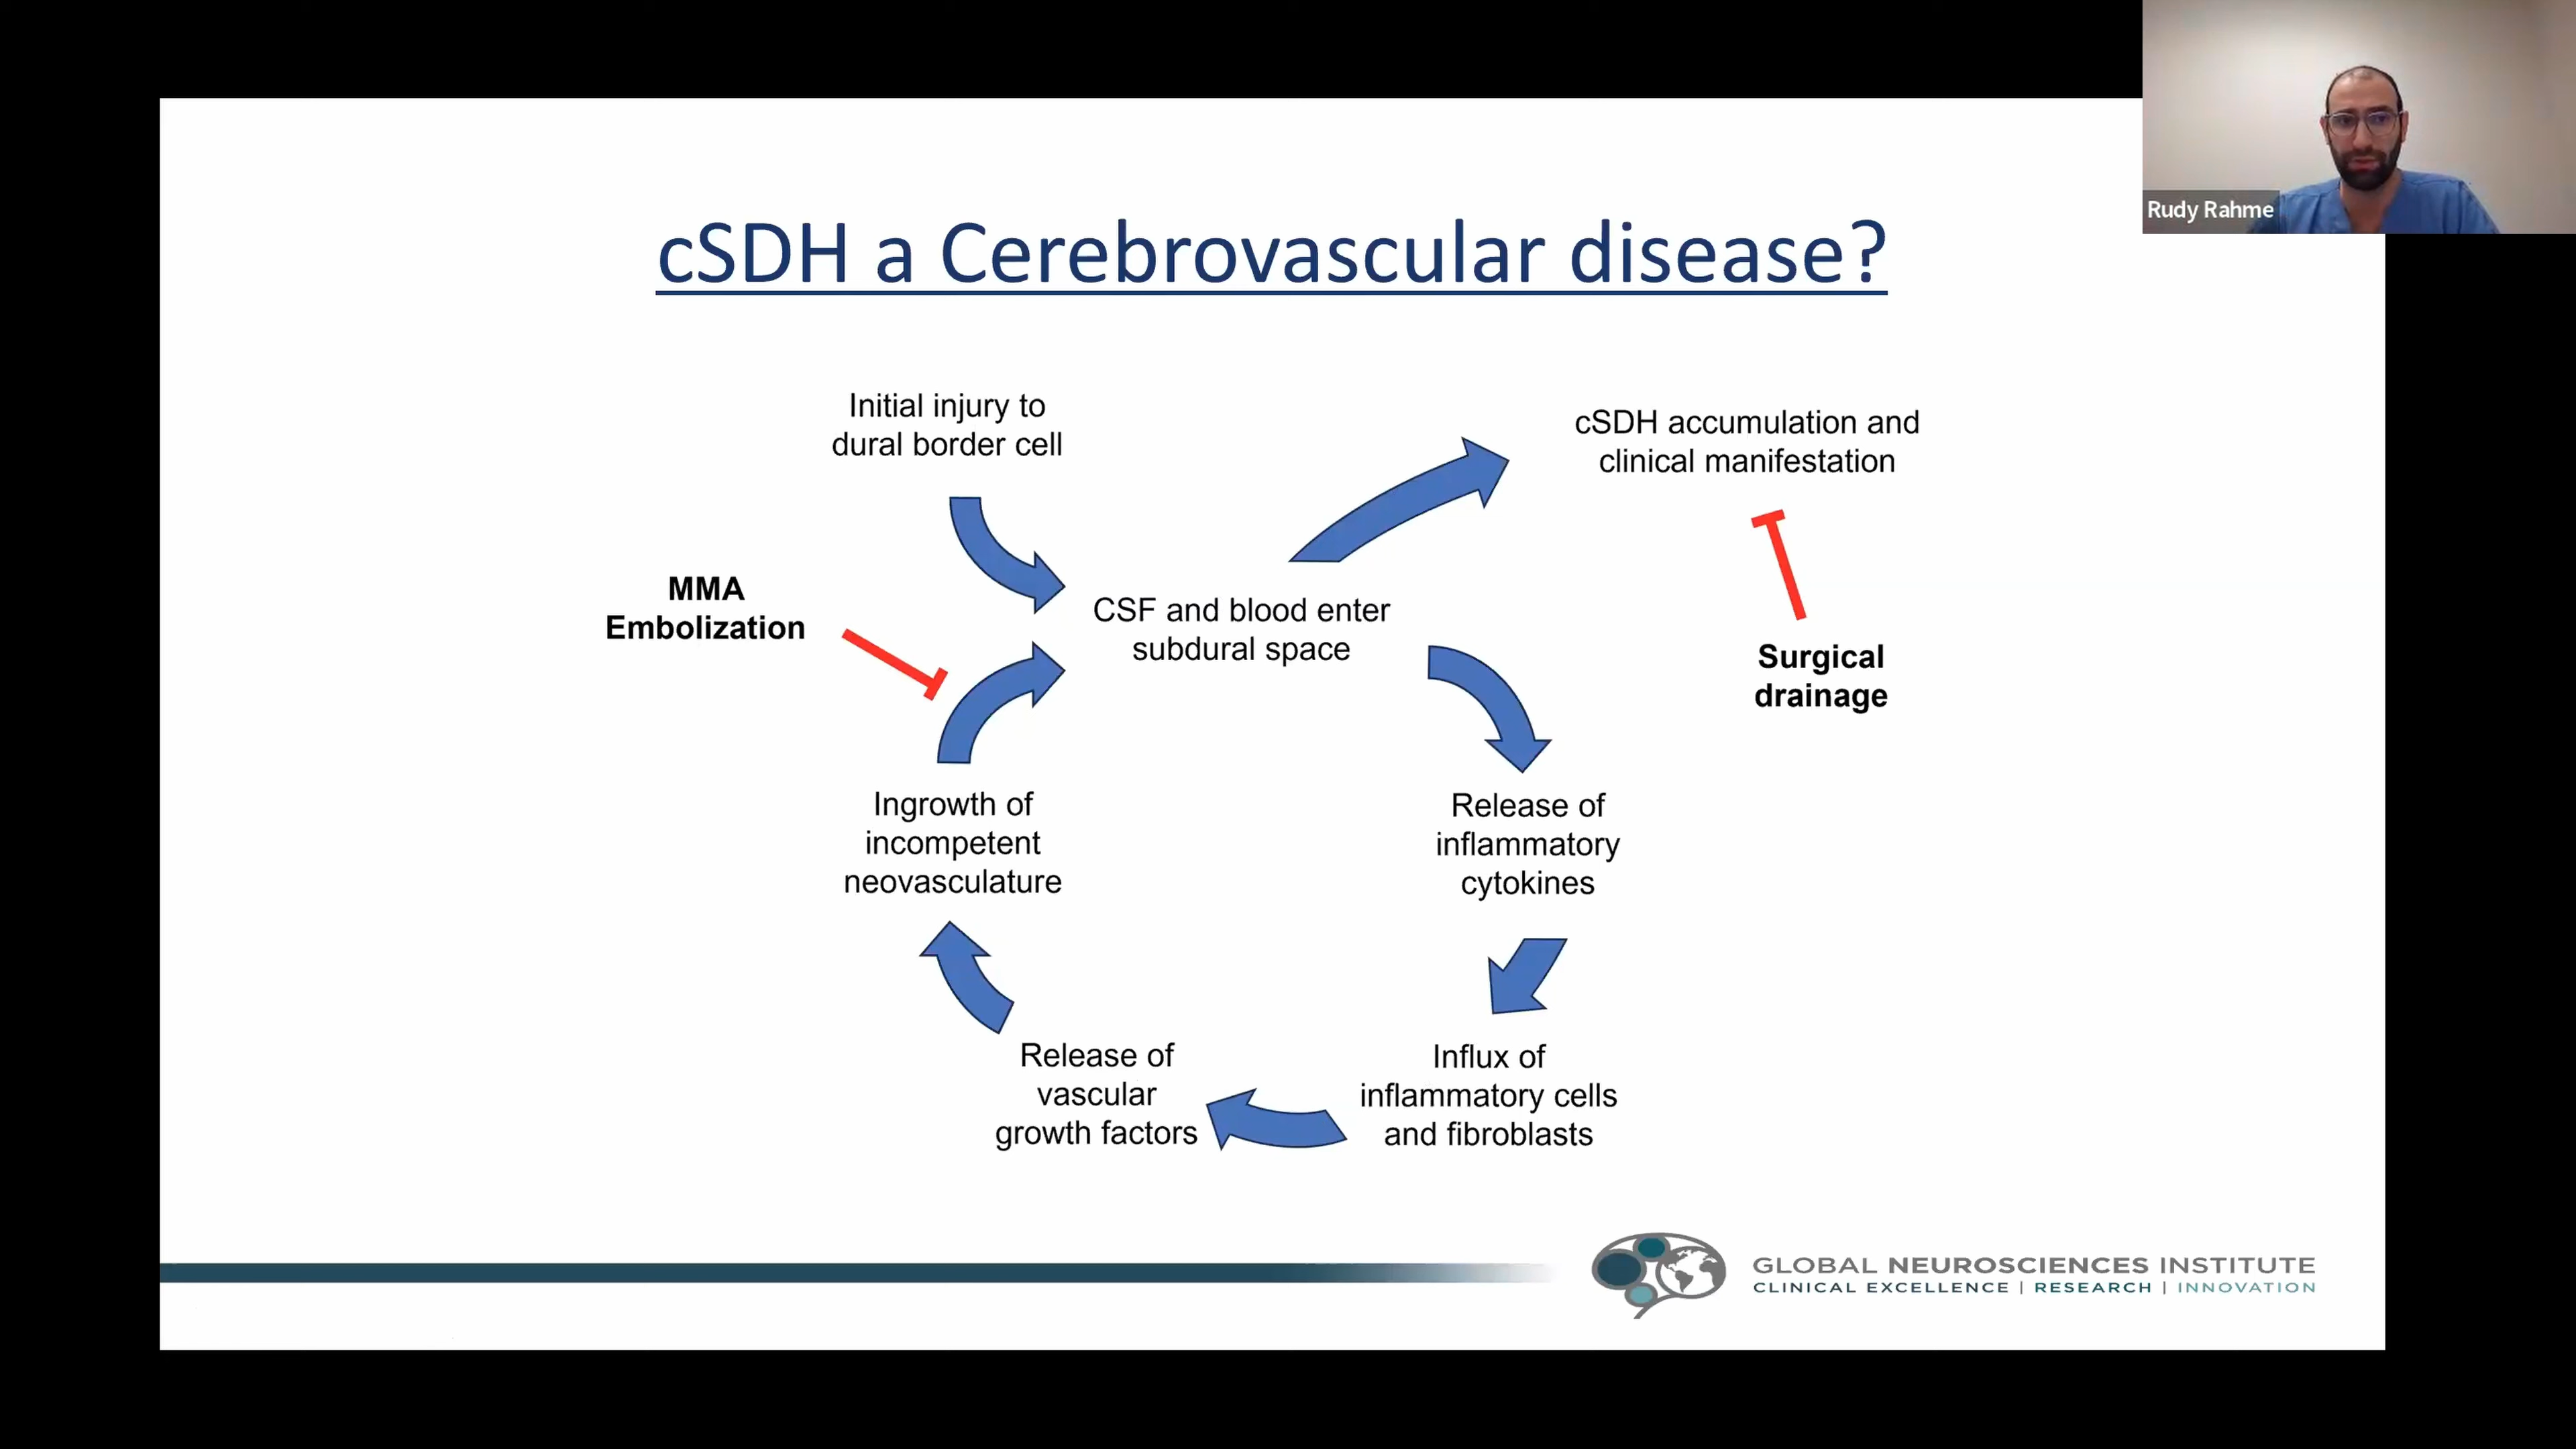 Rudy Rahme
cSDH a Cerebrovascular disease?
Initial injury to
dural border cell
cSDH accumulation and
clinical manifestation
MMA
Embolization
CSF and blood enter
subdural space
Surgical
drainage
Ingrowth of
incompetent
neovasculature
Release of
inflammatory
cytokines
Release of
vascular
growth factors
Influx of
inflammatory cells
and fibroblasts
GLOBAL NEUROSCIENCES INSTITUTE
CLINICAL EXCELLENCE | RESEARCH | INNOVATION